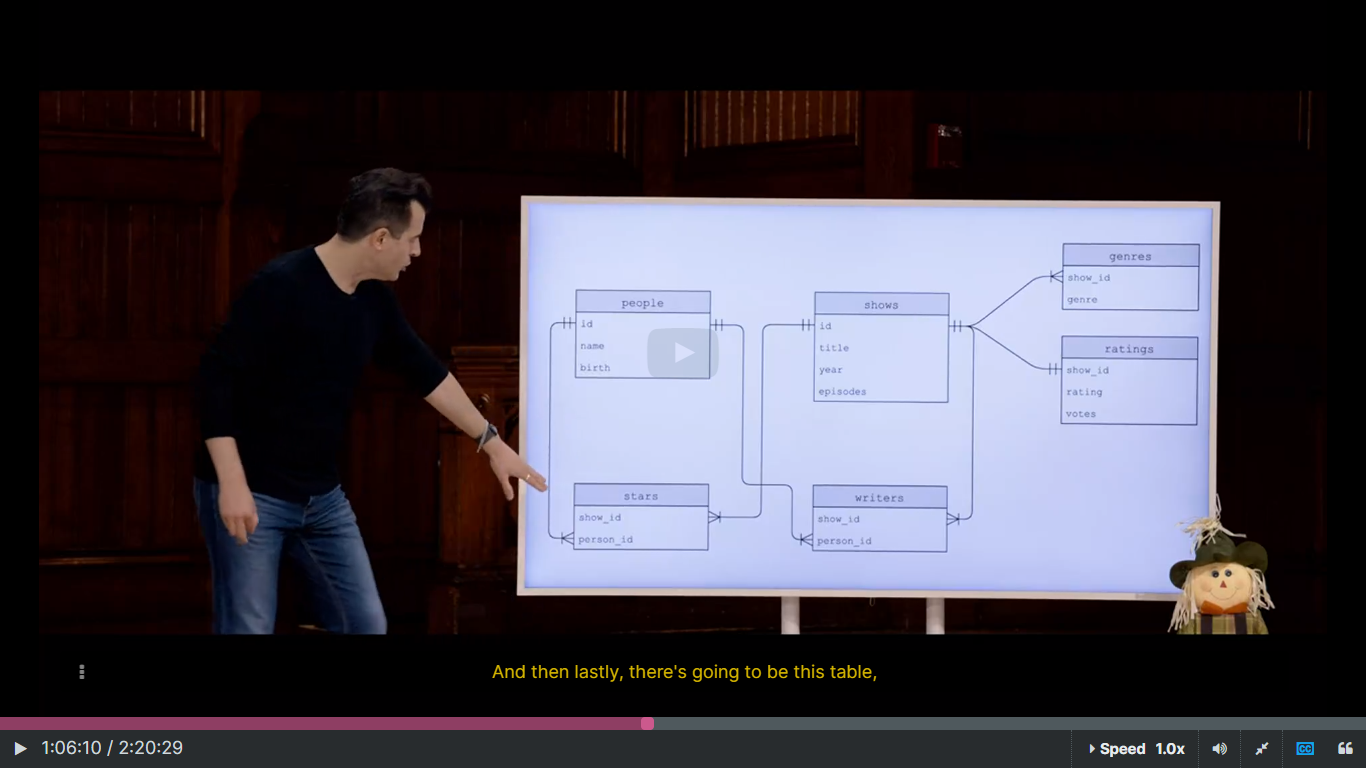 people
id
name
birth
shows
id
title
year
episodes
genres
show_id
genre
ratings
show_id
rating
votes
stars
show_id
person_id
writers
show_id
person_id
And then lastly, there's going to be this table,
1:06:10 / 2:20:29
Speed 1.0x
CC